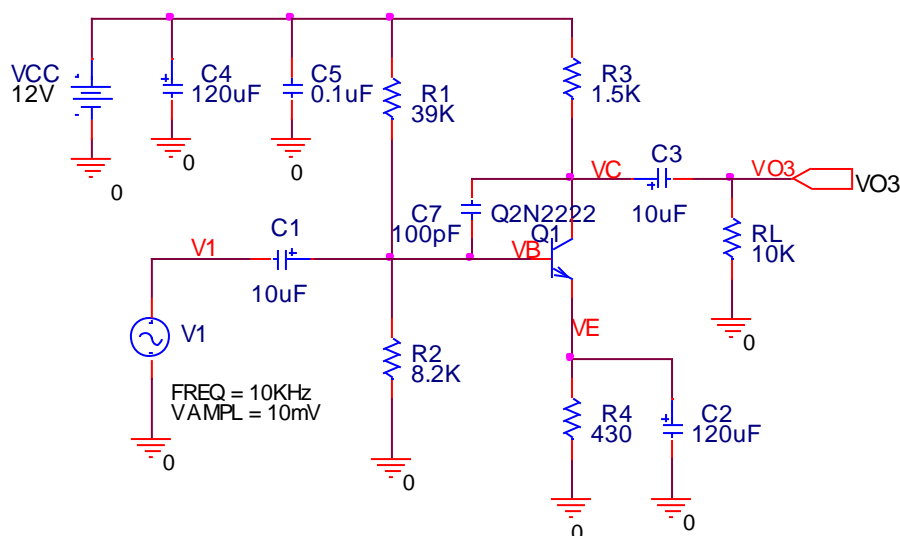 VCC
12V
0
C4
120uF
0
C5
0.1uF
0
R1
39K
R3
1.5K
C7
100pF
Q2N2222
Q1
VC
C3
10uF
VO3
VO3
RL
10K
0
V1
C1
10uF
VB
VE
V1
FREQ = 10KHz
VAMPL = 10mV
0
R2
8.2K
0
R4
430
0
C2
120uF
0